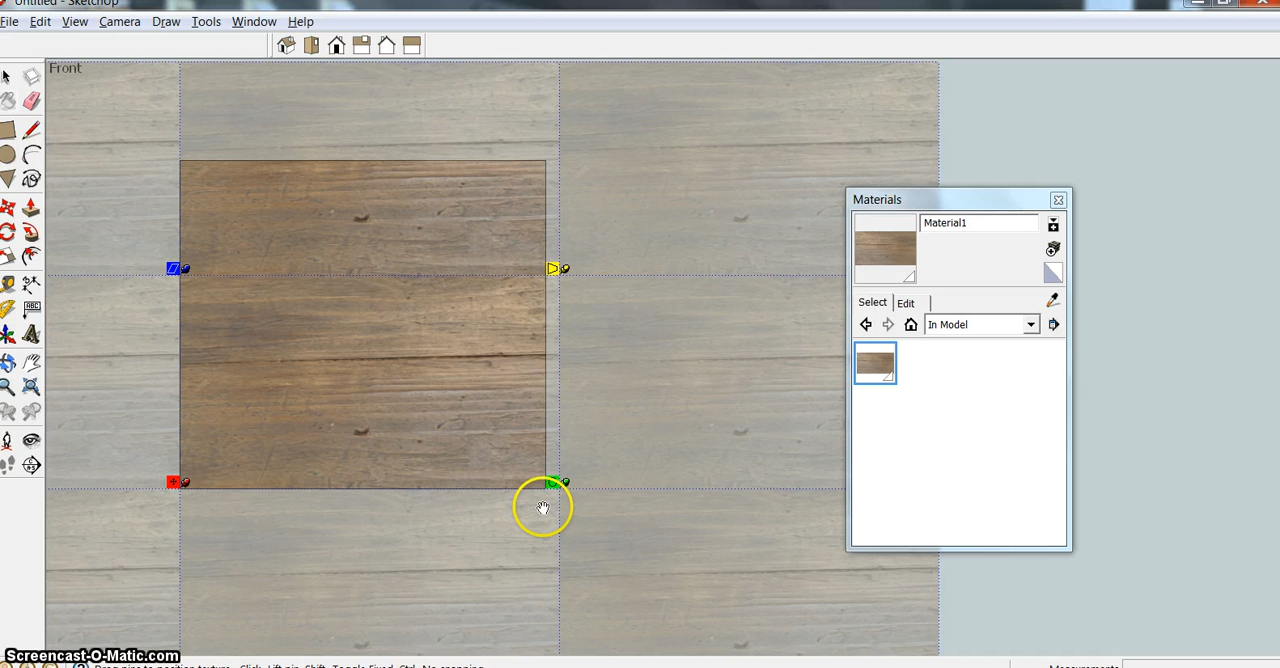 Untitled - SketchUp
File Edit View Camera Draw Tools Window Help
Front
ABC
Materials
Material1
Select Edit
In Model
Screencast-O-Matic.com
Drag pins to position texture. Click=Lift pin. Shift=Toggle Fixed. Ctrl=No snapping.
Measurements